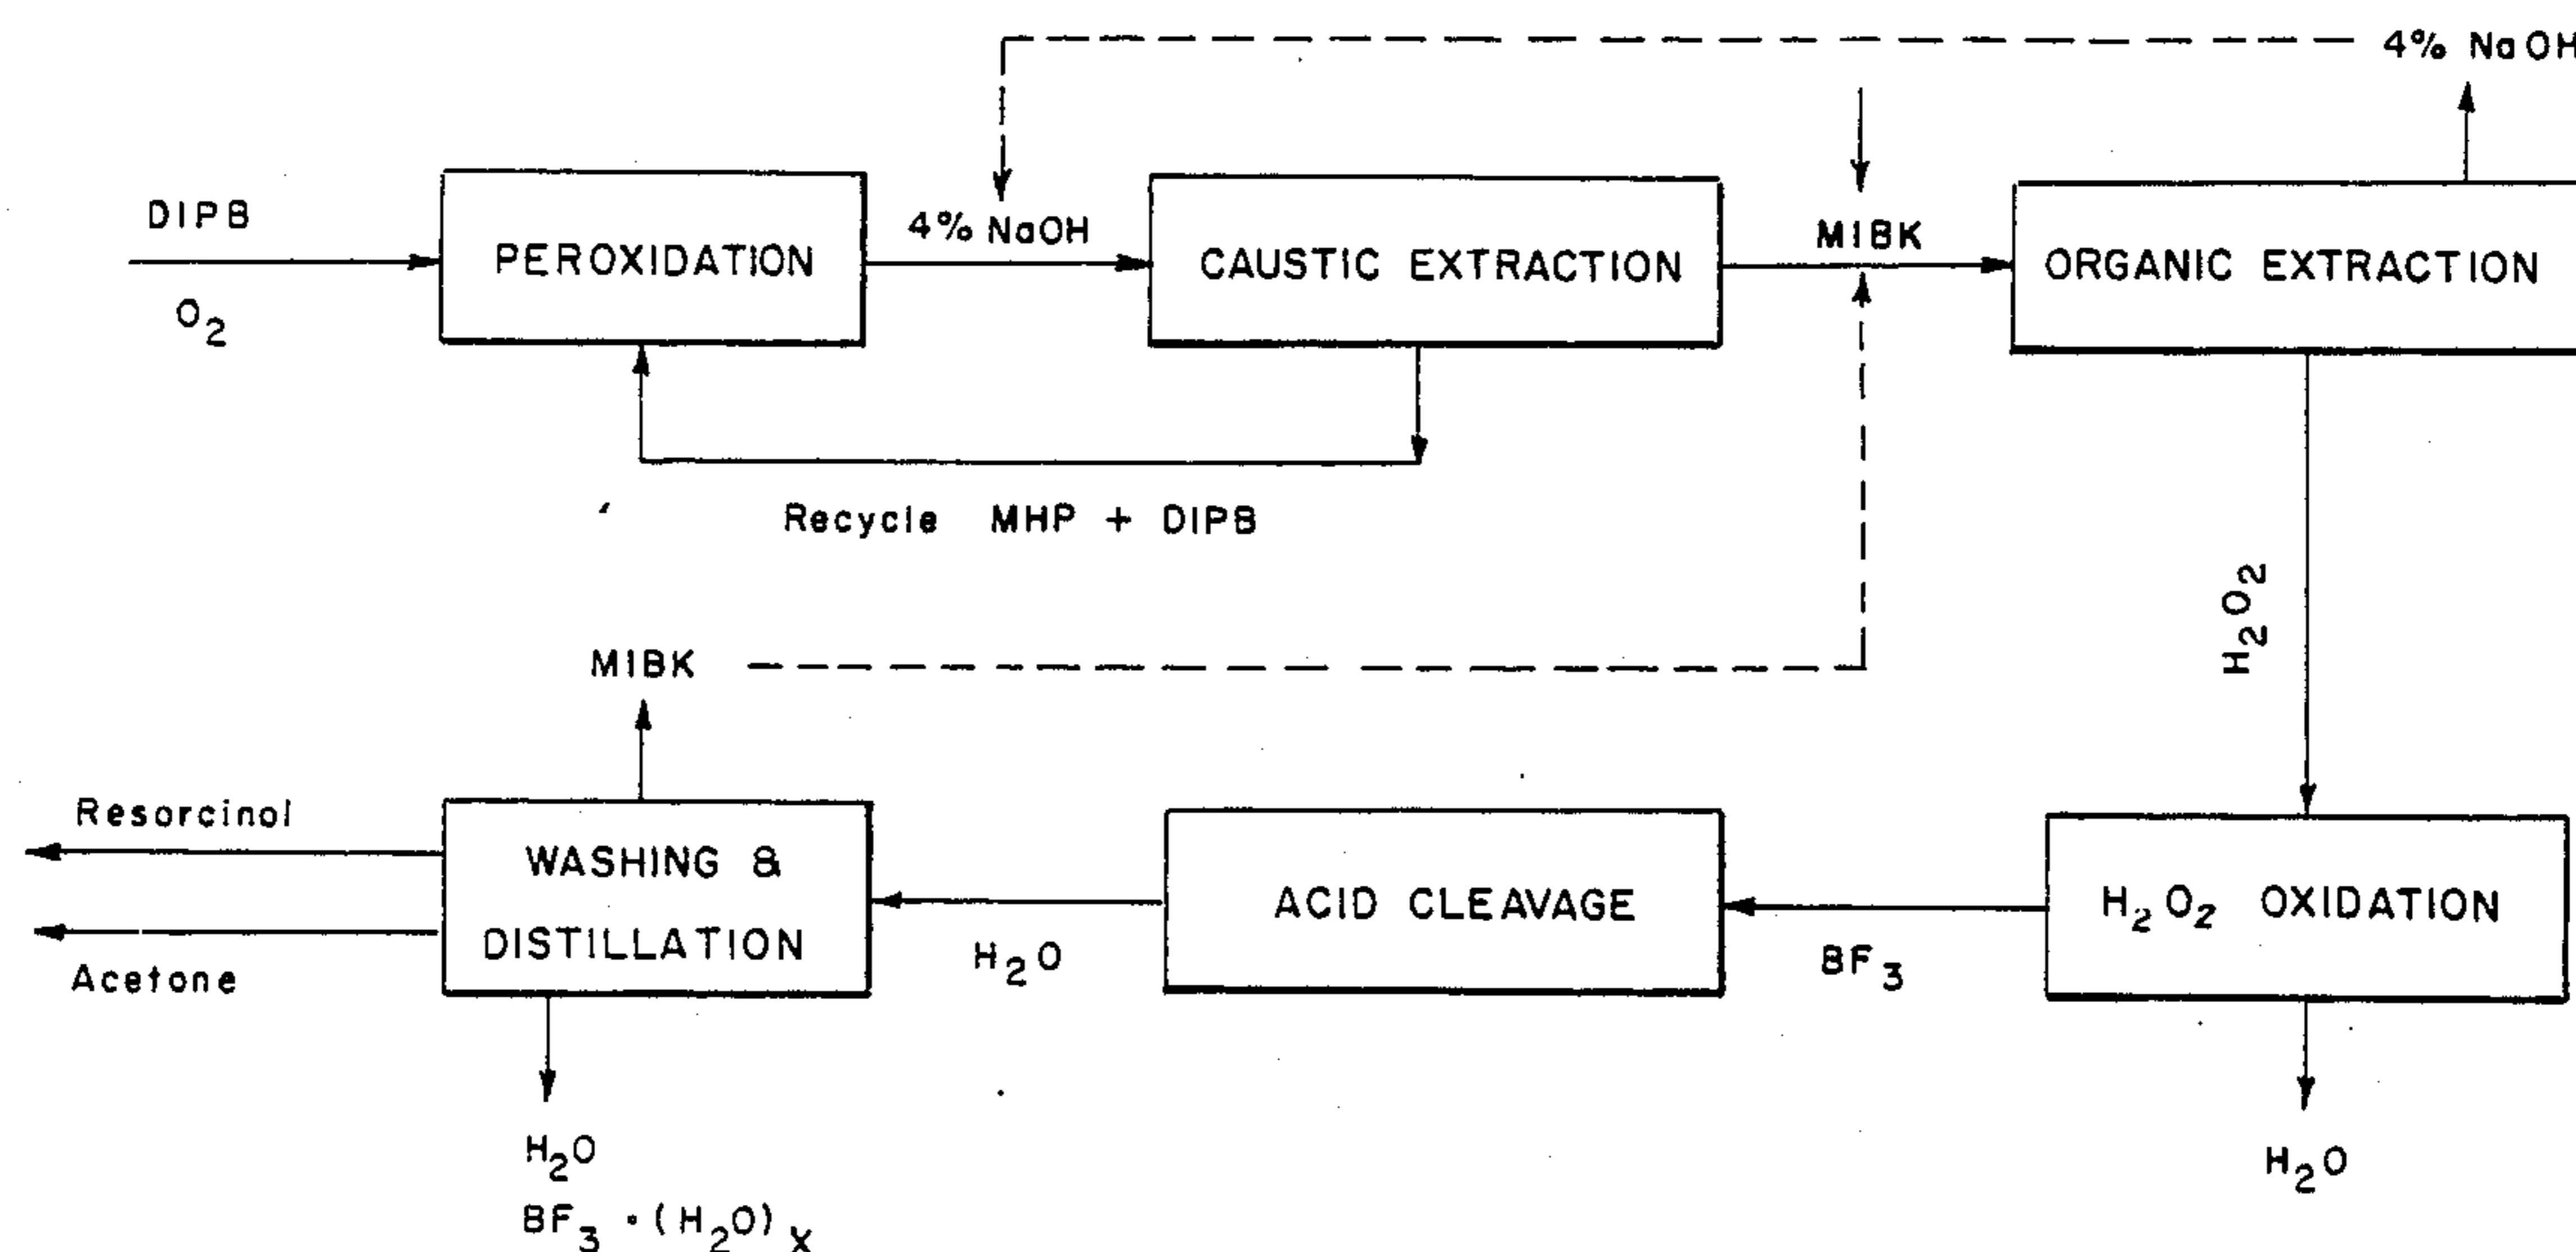 4% NaOH
DIPB
O2
PEROXIDATION
4% NaOH
CAUSTIC EXTRACTION
MIBK
ORGANIC EXTRACTION
Recycle MHP + DIPB
H2O2
MIBK
Resorcinol
Acetone
WASHING &
DISTILLATION
H2O
ACID CLEAVAGE
BF3
H2O2 OXIDATION
H2O
BF3 · (H2O)x
H2O